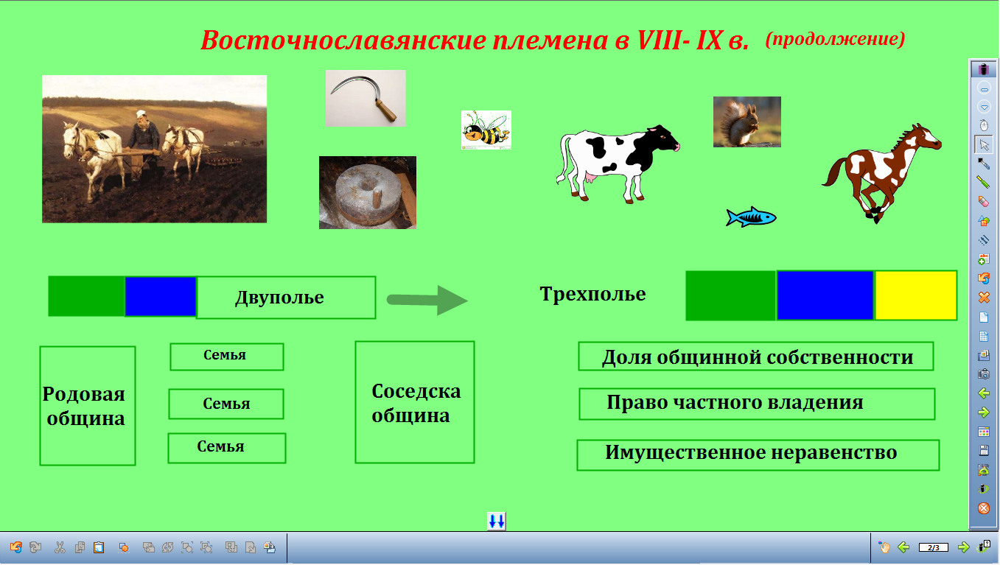 Восточнославянские племена в VIII- IX в. (продолжение)
Двуполье
Трехполье
Родовая
община
Семья
Семья
Семья
Соседска
община
Доля общинной собственности
Право частного владения
Имущественное неравенство
2/3